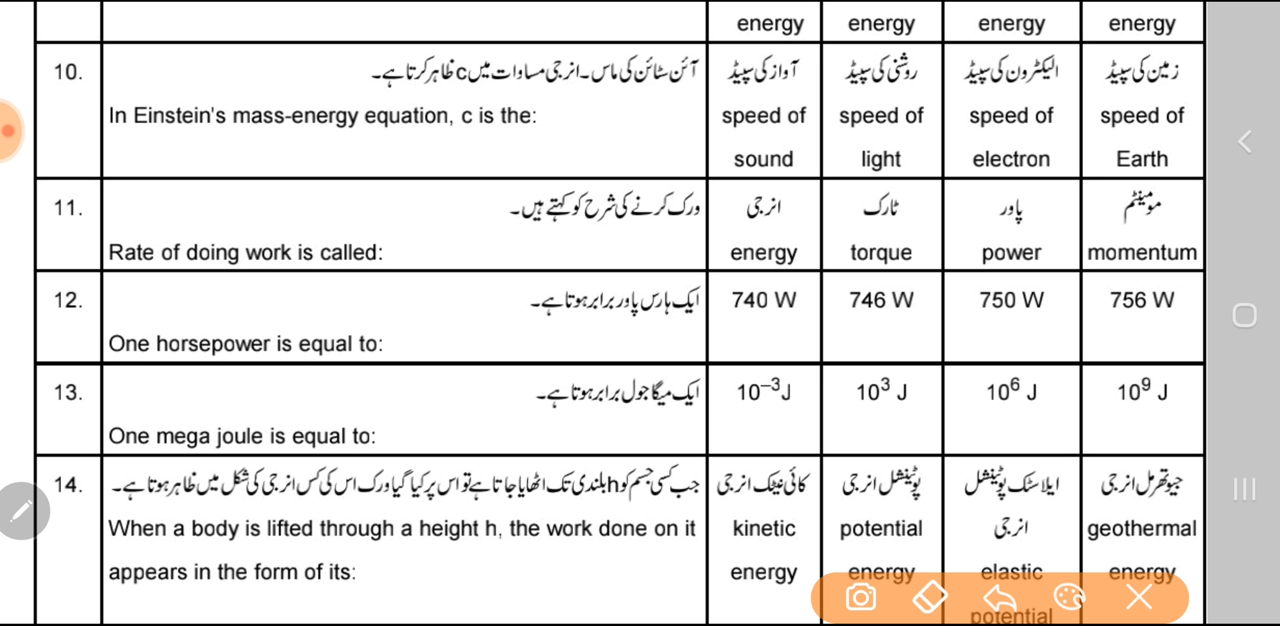 energy energy energy energy
10. آئن سٹائن کی ماس۔انرجی مساوات میں c ظاہر کرتا ہے۔ آواز کی سپیڈ روشنی کی سپیڈ الیکٹرون کی سپیڈ زمین کی سپیڈ
In Einstein's mass-energy equation, c is the: speed of speed of speed of speed of
sound light electron Earth
11. ورک کرنے کی شرح کو کہتے ہیں۔ انرجی ٹارک پاور مومینٹم
Rate of doing work is called: energy torque power momentum
12. ایک ہارس پاور برابر ہوتا ہے۔ 740 W 746 W 750 W 756 W
One horsepower is equal to:
13. ایک میگا جول برابر ہوتا ہے۔ 10⁻³J 10³ J 10⁶ J 10⁹ J
One mega joule is equal to:
14. جب کسی جسم کو h بلندی تک اٹھایا جاتا ہے تو اس پر کیا گیا ورک اس کی کس انرجی کی شکل میں ظاہر ہوتا ہے۔ کائی نیٹک انرجی پوٹینشل انرجی ایلاسٹک پوٹینشل جیوتھرمل انرجی
When a body is lifted through a height h, the work done on it kinetic potential انرجی geothermal
appears in the form of its: energy energy elastic energy
potential